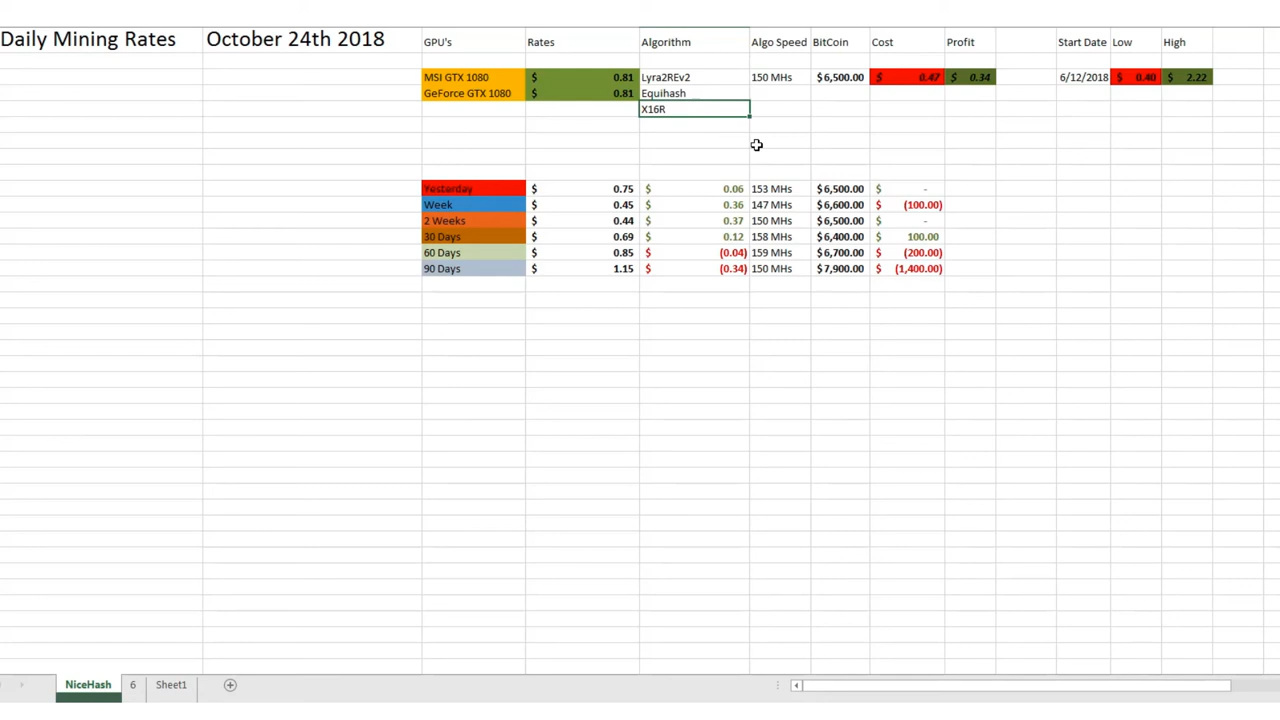 Daily Mining Rates October 24th 2018 GPU's Rates Algorithm Algo Speed BitCoin Cost Profit Start Date Low High
MSI GTX 1080 $ 0.81 Lyra2REv2 150 MHs $6,500.00 $ 0.47 $ 0.34 6/12/2018 $ 0.40 $ 2.22
GeForce GTX 1080 $ 0.81 Equihash
X16R
Yesterday $ 0.75 $ 0.06 153 MHs $6,500.00 $ -
Week $ 0.45 $ 0.36 147 MHs $6,600.00 $ (100.00)
2 Weeks $ 0.44 $ 0.37 150 MHs $6,500.00 $ -
30 Days $ 0.69 $ 0.12 158 MHs $6,400.00 $ 100.00
60 Days $ 0.85 $ (0.04) 159 MHs $6,700.00 $ (200.00)
90 Days $ 1.15 $ (0.34) 150 MHs $7,900.00 $ (1,400.00)
NiceHash 6 Sheet1